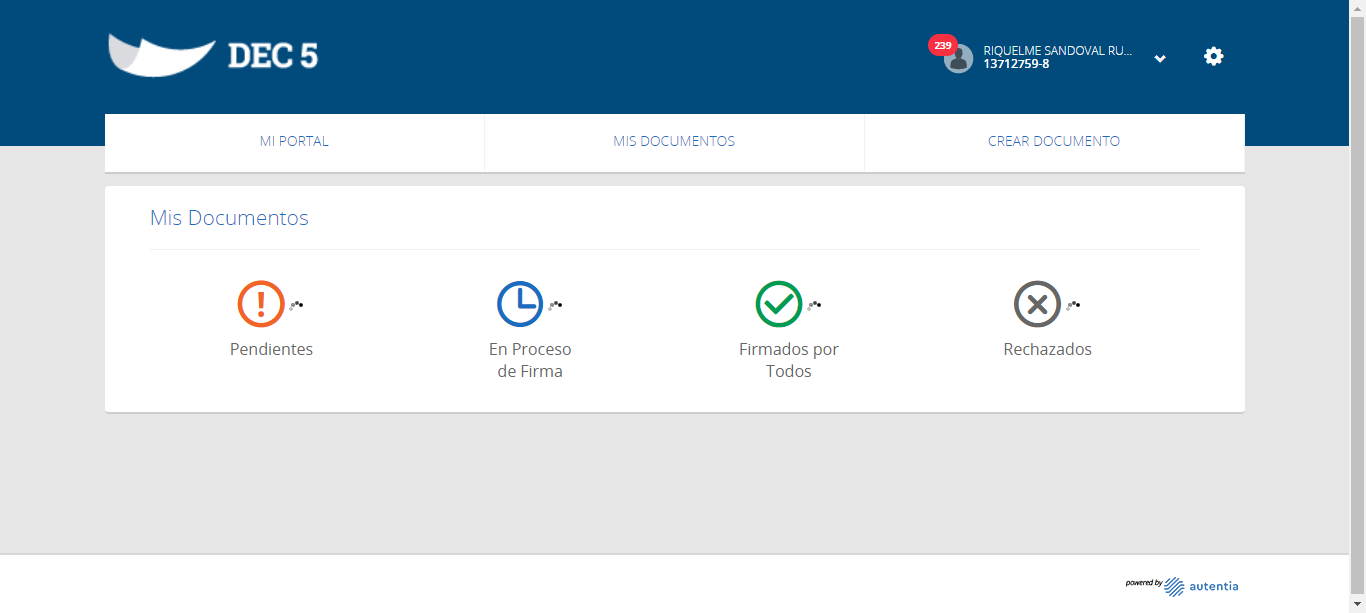 DEC 5
239
RIQUELME SANDOVAL RU...
13712759-8
MI PORTAL
MIS DOCUMENTOS
CREAR DOCUMENTO
Mis Documentos
Pendientes
En Proceso
de Firma
Firmados por
Todos
Rechazados
powered by autentia